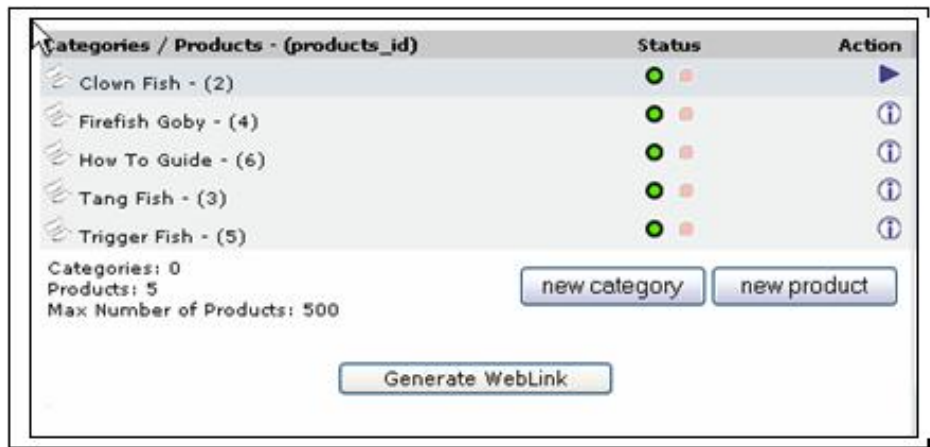 Categories / Products - (products_id) Status Action
Clown Fish - (2)
Firefish Goby - (4)
How To Guide - (6)
Tang Fish - (3)
Trigger Fish - (5)
Categories: 0
Products: 5
Max Number of Products: 500
new category new product
Generate WebLink